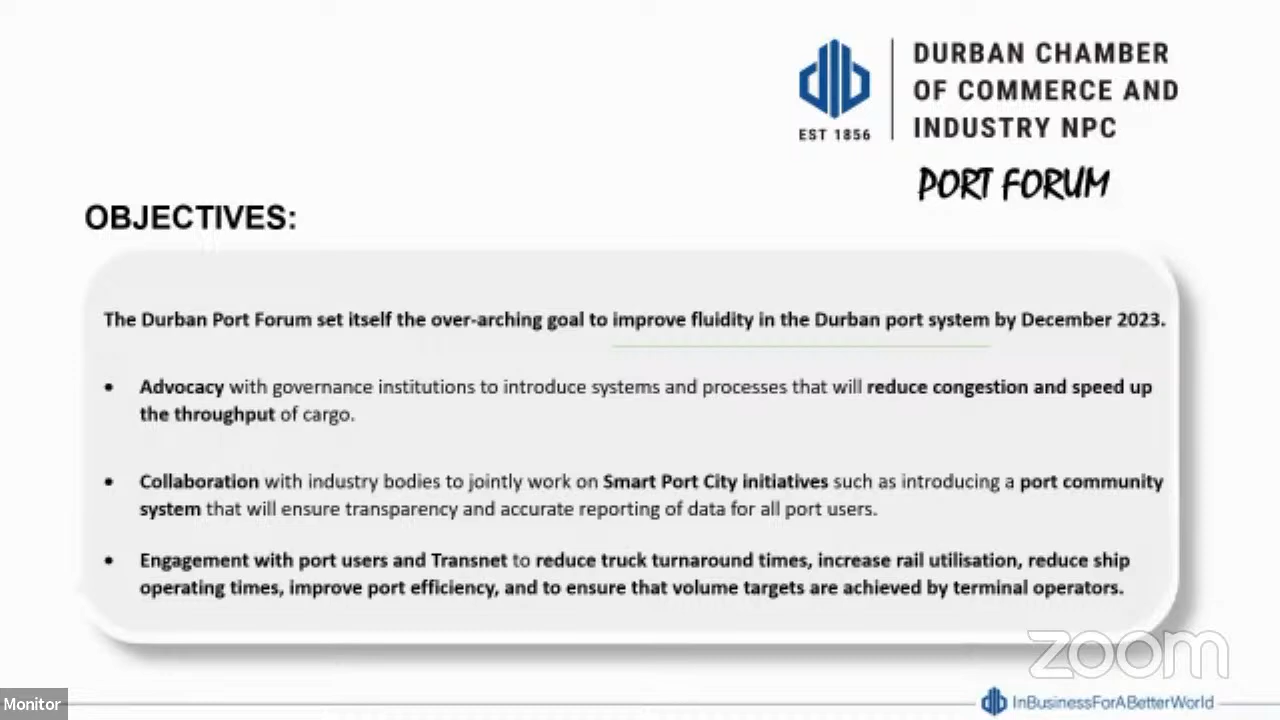 DURBAN CHAMBER
OF COMMERCE AND
INDUSTRY NPC
EST 1856
PORT FORUM
OBJECTIVES:
The Durban Port Forum set itself the over-arching goal to improve fluidity in the Durban port system by December 2023.
• Advocacy with governance institutions to introduce systems and processes that will reduce congestion and speed up
the throughput of cargo.
• Collaboration with industry bodies to jointly work on Smart Port City initiatives such as introducing a port community
system that will ensure transparency and accurate reporting of data for all port users.
• Engagement with port users and Transnet to reduce truck turnaround times, increase rail utilisation, reduce ship
operating times, improve port efficiency, and to ensure that volume targets are achieved by terminal operators.
zoom
Monitor
InBusinessForABetterWorld